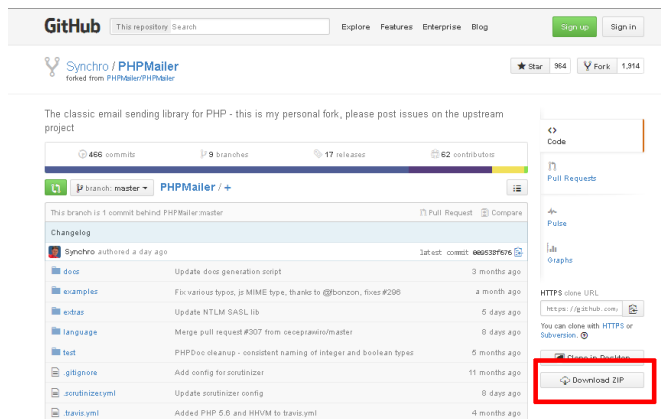 GitHub This repository Search Explore Features Enterprise Blog Sign up Sign in
Synchro / PHPMailer
forked from PHPMailer/PHPMailer
Star 964 Fork 1,914
The classic email sending library for PHP - this is my personal fork, please post issues on the upstream
project
466 commits 9 branches 17 releases 62 contributors
branch: master PHPMailer / +
This branch is 1 commit behind PHPMailer:master Pull Request Compare
Changelog
Synchro authored a day ago latest commit
docs Update docs generation script 3 months ago
examples Fix various typos, js MIME type, thanks to @fbonzon, fixes #296 a month ago
extras Update NTLM SASL lib 6 days ago
language Merge pull request #307 from ceceprawiro/master 8 days ago
test PHPDoc cleanup - consistent naming of integer and boolean types 6 months ago
.gitignore Add config for scrutinizer 11 months ago
.scrutinizer.yml Update scrutinizer config 8 days ago
.travis.yml Added PHP 5.6 and HHVM to travis.yml 4 months ago
Code
Pull Requests
Pulse
Graphs
HTTPS clone URL
https://github.com/
You can clone with HTTPS or
Subversion.
Clone in Desktop
Download ZIP